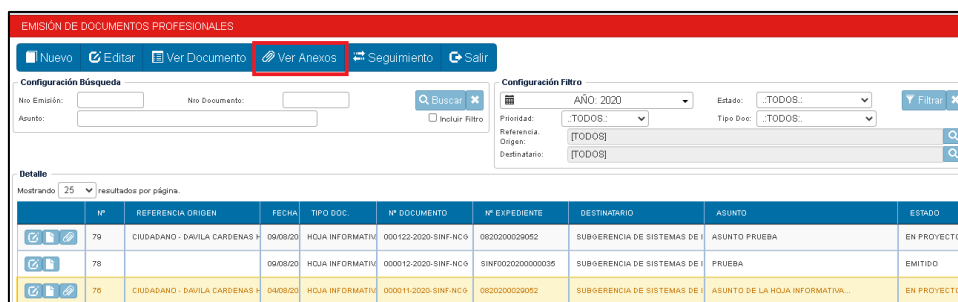 EMISIÓN DE DOCUMENTOS PROFESIONALES
Nuevo Editar Ver Documento Ver Anexos Seguimiento Salir
Configuración Búsqueda
Nro Emisión: Nro Documento: Buscar
Asunto: Incluir Filtro
Configuración Filtro
AÑO: 2020 Estado: .:TODOS.: Filtrar
Prioridad: .:TODOS.: Tipo Doc: .:TODOS:.
Referencia. Origen: [TODOS]
Destinatario: [TODOS]
Detalle
Mostrando 25 resultados por página.
Nº REFERENCIA ORIGEN FECHA TIPO DOC. Nº DOCUMENTO Nº EXPEDIENTE DESTINATARIO ASUNTO ESTADO
79 CIUDADANO - DAVILA CARDENAS H 09/08/20 HOJA INFORMATIV 000122-2020-SINF-NCG 0820200029052 SUBGERENCIA DE SISTEMAS DE I ASUNTO PRUEBA EN PROYECTO
78 09/08/20 HOJA INFORMATIV 000012-2020-SINF-NCG SINF0020200000035 SUBGERENCIA DE SISTEMAS DE I PRUEBA EMITIDO
76 CIUDADANO - DAVILA CARDENAS H 04/08/20 HOJA INFORMATIV 000011-2020-SINF-NCG 0820200029052 SUBGERENCIA DE SISTEMAS DE I ASUNTO DE LA HOJA INFORMATIVA... EN PROYECTO